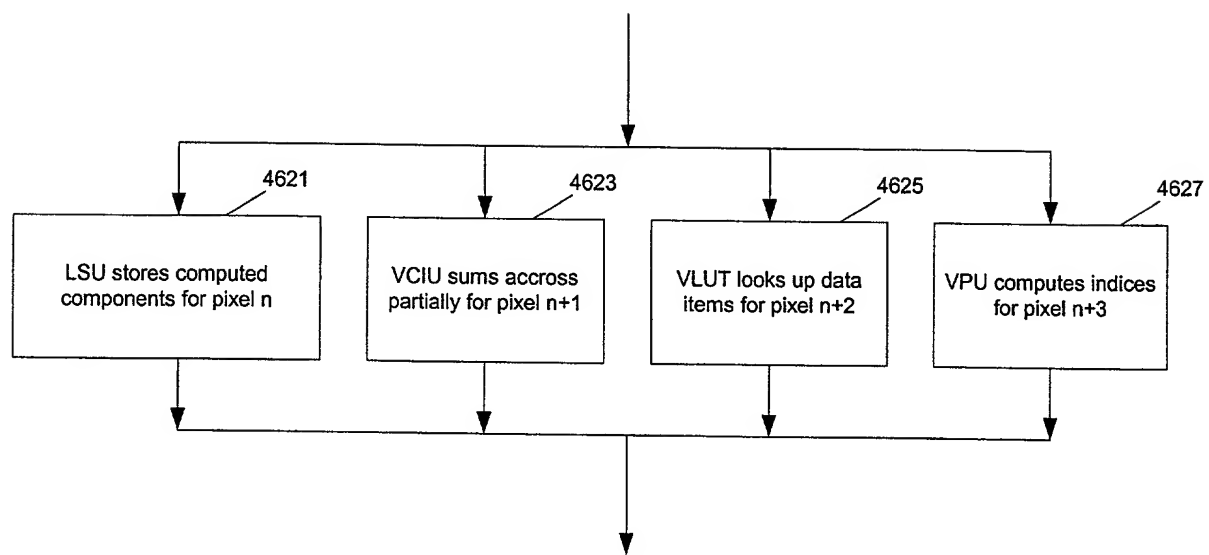 4621
4623
4625
4627
LSU stores computed
components for pixel n
VCIU sums accross
partially for pixel n+1
VLUT looks up data
items for pixel n+2
VPU computes indices
for pixel n+3